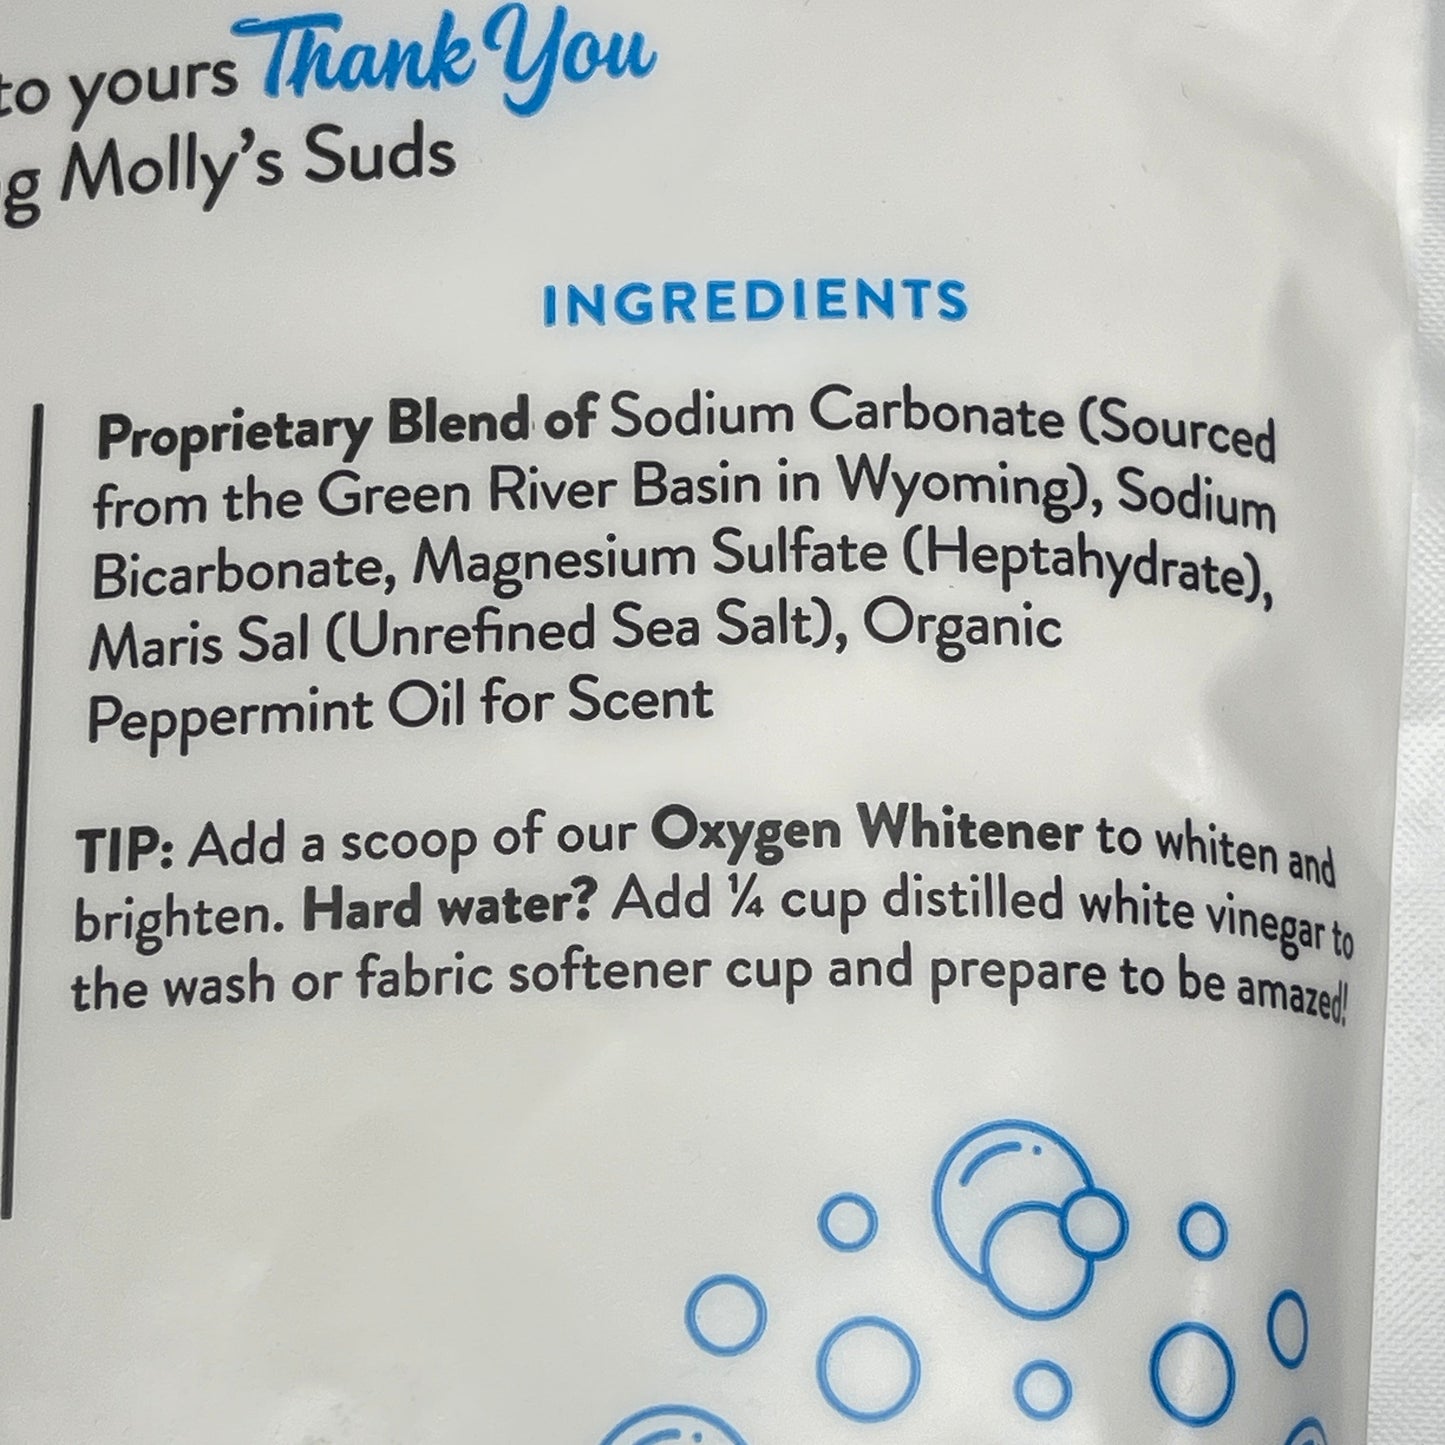 to yours Thank You
g Molly's Suds
INGREDIENTS
Proprietary Blend of Sodium Carbonate (Sourced
from the Green River Basin in Wyoming), Sodium
Bicarbonate, Magnesium Sulfate (Heptahydrate),
Maris Sal (Unrefined Sea Salt), Organic
Peppermint Oil for Scent
TIP: Add a scoop of our Oxygen Whitener to whiten and
brighten. Hard water? Add ¼ cup distilled white vinegar to
the wash or fabric softener cup and prepare to be amazed!